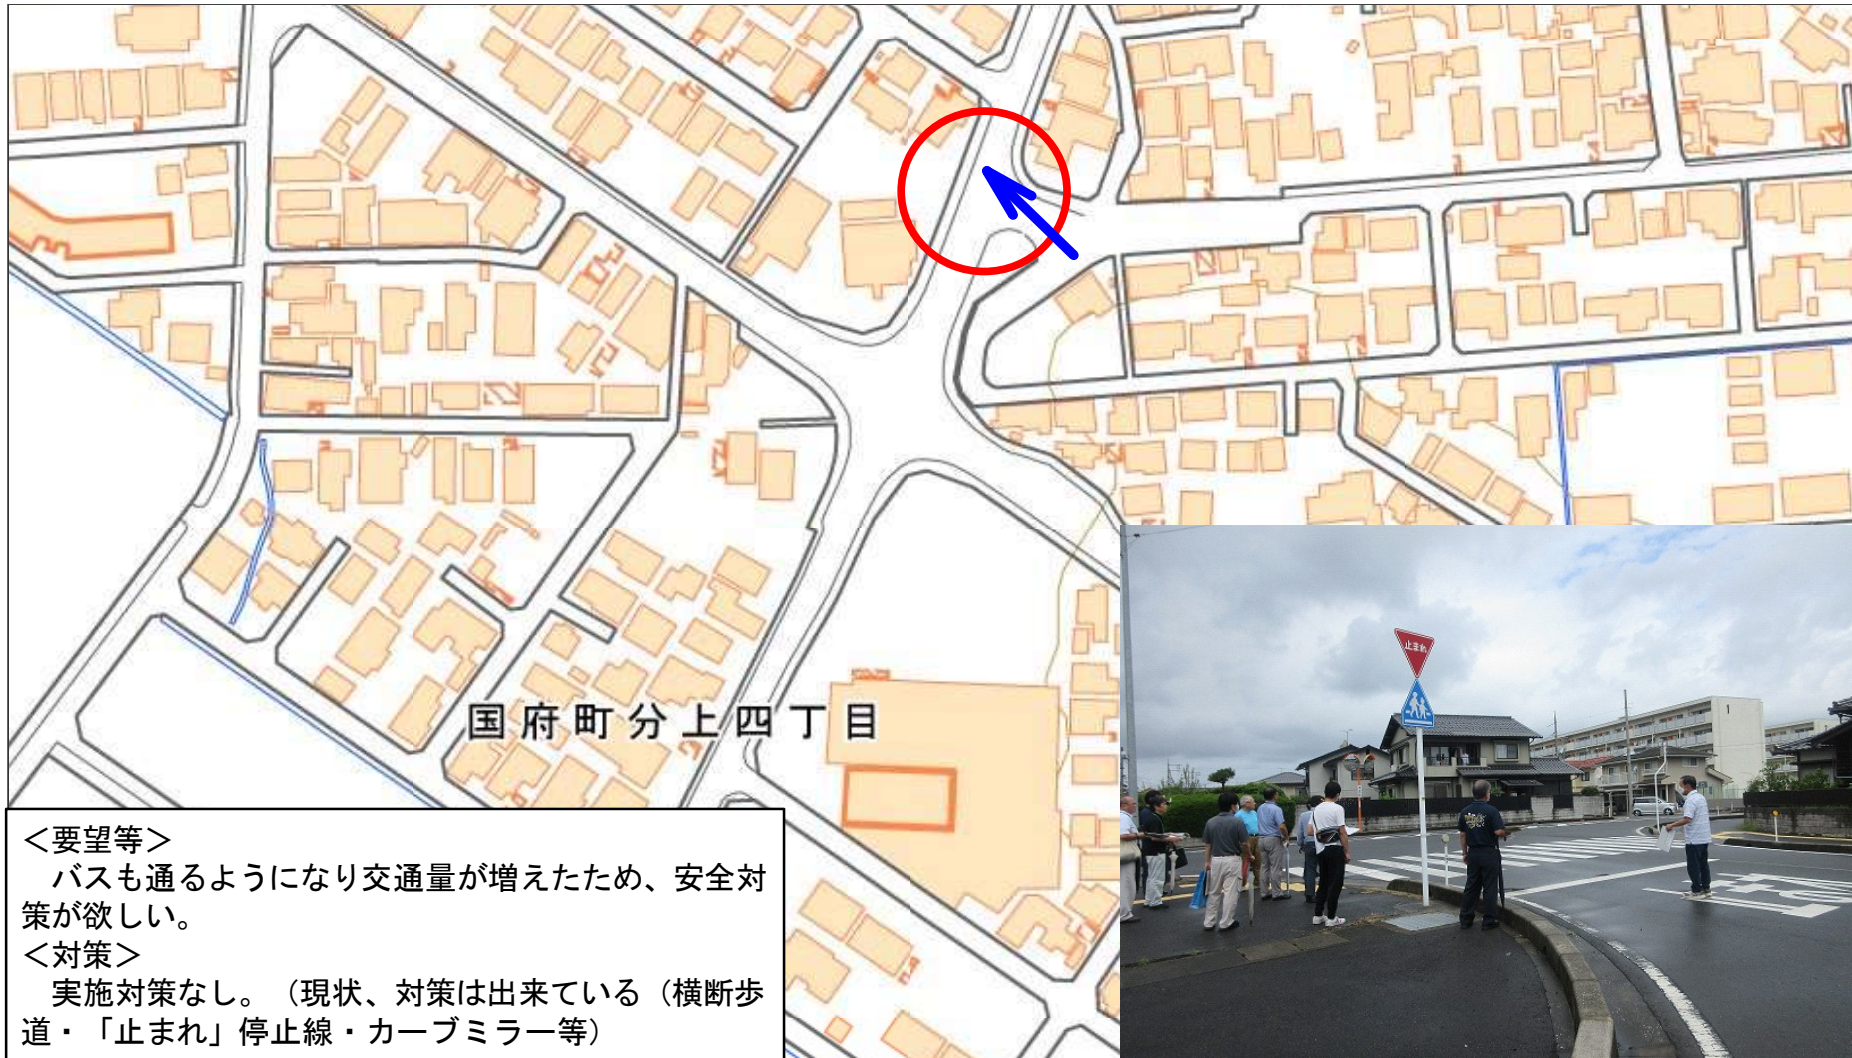 国府町分上四丁目
＜要望等＞
　バスも通るようになり交通量が増えたため、安全対
策が欲しい。
＜対策＞
　実施対策なし。（現状、対策は出来ている（横断歩
道・「止まれ」停止線・カーブミラー等）
止まれ
1
止まれ